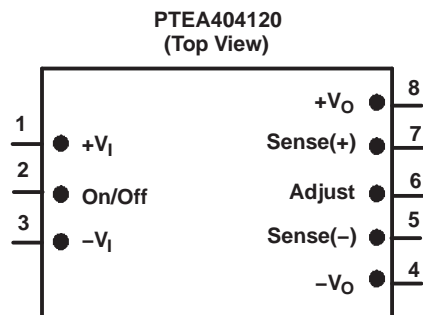 PTEA404120
(Top View)
1
+VI
2
On/Off
3
−VI
+VO
8
Sense(+)
7
Adjust
6
Sense(−)
5
−VO
4